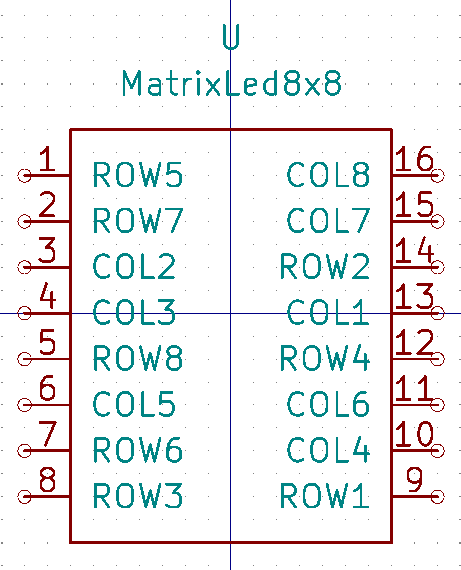 U
MatrixLed8x8
1 ROW5 COL8 16
2 ROW7 COL7 15
3 COL2 ROW2 14
4 COL3 COL1 13
5 ROW8 ROW4 12
6 COL5 COL6 11
7 ROW6 COL4 10
8 ROW3 ROW1 9